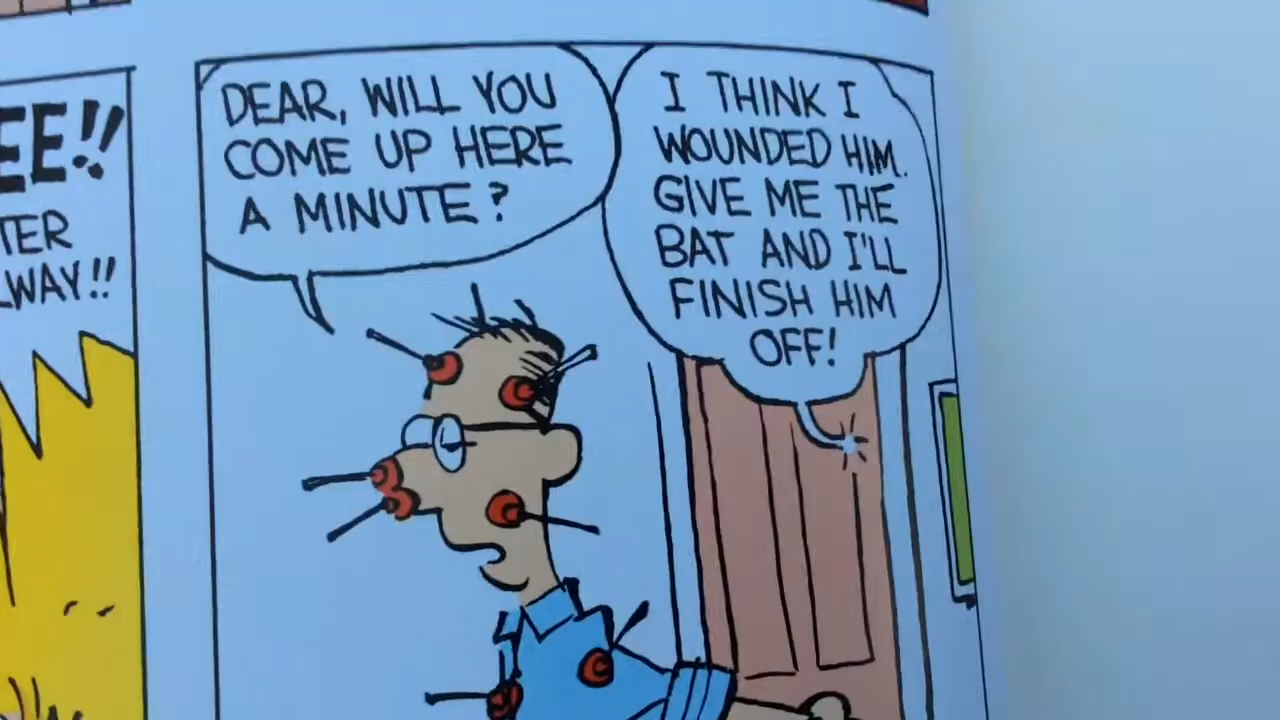 EE!!
TER
WAY!!
DEAR, WILL YOU
COME UP HERE
A MINUTE?
I THINK I
WOUNDED HIM.
GIVE ME THE
BAT AND I'LL
FINISH HIM
OFF!